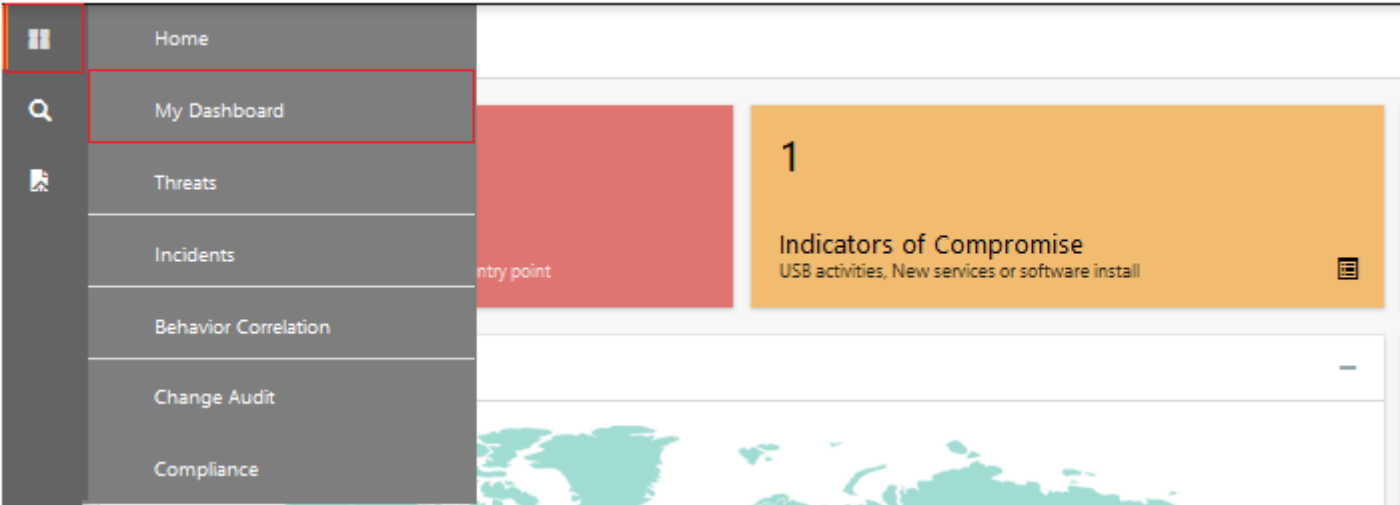 Home
My Dashboard
Threats
Incidents
Behavior Correlation
Change Audit
Compliance
point
1
Indicators of Compromise
USB activities, New services or software install